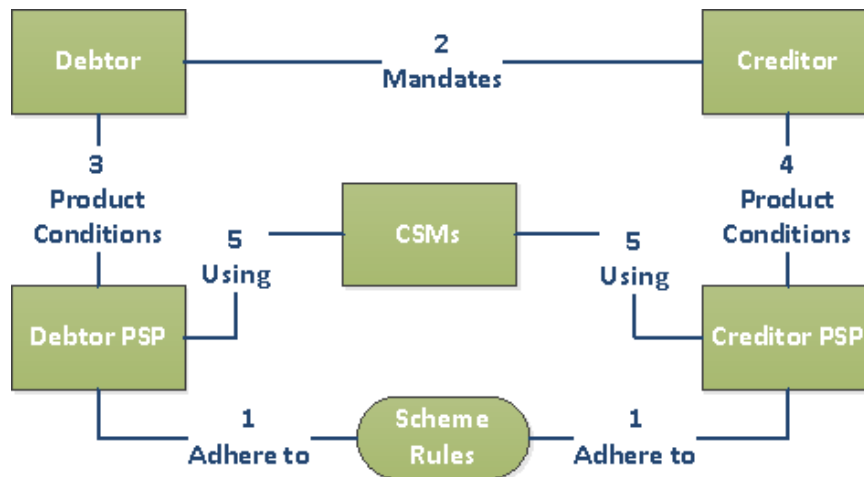 Debtor
2
Mandates
Creditor
3
Product
Conditions
CSMs
4
Product
Conditions
5
Using
5
Using
Debtor PSP
Creditor PSP
1
Adhere to
Scheme
Rules
1
Adhere to